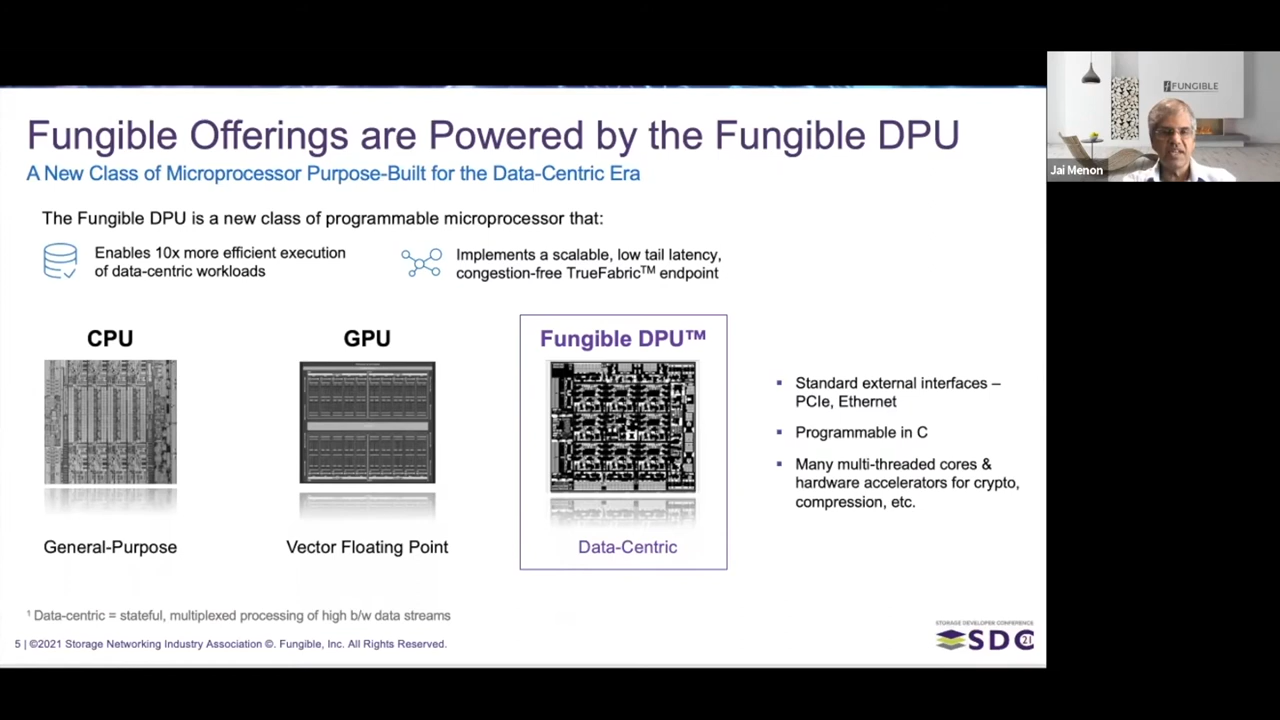 Fungible Offerings are Powered by the Fungible DPU
A New Class of Microprocessor Purpose-Built for the Data-Centric Era
The Fungible DPU is a new class of programmable microprocessor that:
Enables 10x more efficient execution
of data-centric workloads
Implements a scalable, low tail latency,
congestion-free TrueFabric™ endpoint
CPU
GPU
Fungible DPU™
General-Purpose
Vector Floating Point
Data-Centric
▪ Standard external interfaces –
PCIe, Ethernet
▪ Programmable in C
▪ Many multi-threaded cores &
hardware accelerators for crypto,
compression, etc.
¹ Data-centric = stateful, multiplexed processing of high b/w data streams
5 | ©2021 Storage Networking Industry Association ©. Fungible, Inc. All Rights Reserved.
STORAGE DEVELOPER CONFERENCE
SDC 21
FUNGIBLE
Jai Menon